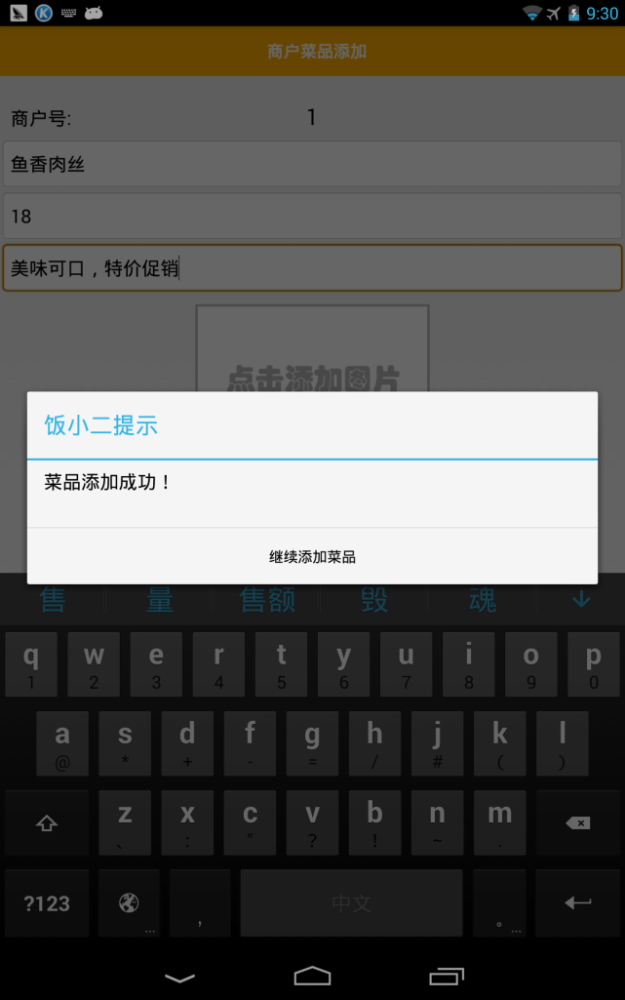 9:30
商户菜品添加
商户号: 1
鱼香肉丝
18
美味可口，特价促销
点击添加图片
饭小二提示
菜品添加成功！
继续添加菜品
售 量 售额 毁 魂
q w e r t y u i o p
1 2 3 4 5 6 7 8 9 0
a s d f g h j k l
@ * + - = / # ( )
z x c v b n m
、 : " ? ! ~ .
?123 , 中文 。